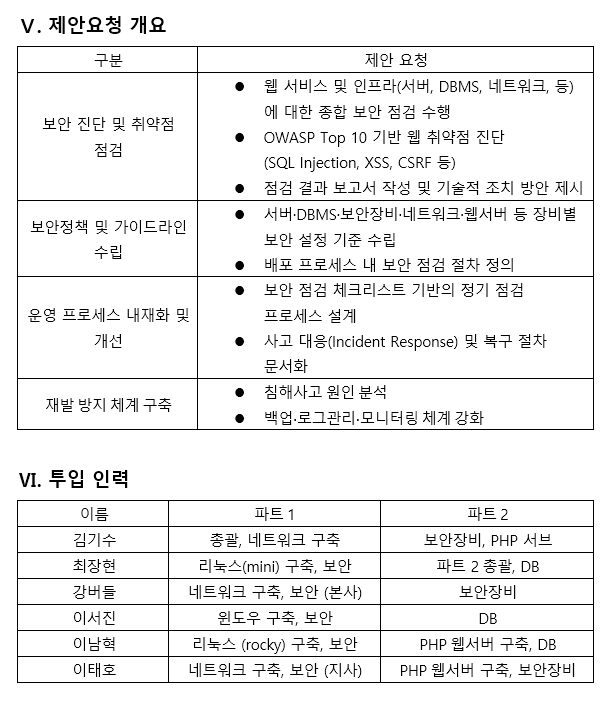 Ⅴ. 제안요청 개요
구분 제안 요청
보안 진단 및 취약점
점검
● 웹 서비스 및 인프라(서버, DBMS, 네트워크, 등)
에 대한 종합 보안 점검 수행
● OWASP Top 10 기반 웹 취약점 진단
(SQL Injection, XSS, CSRF 등)
● 점검 결과 보고서 작성 및 기술적 조치 방안 제시
보안정책 및 가이드라인
수립
● 서버·DBMS·보안장비·네트워크·웹서버 등 장비별
보안 설정 기준 수립
● 배포 프로세스 내 보안 점검 절차 정의
운영 프로세스 내재화 및
개선
● 보안 점검 체크리스트 기반의 정기 점검
프로세스 설계
● 사고 대응(Incident Response) 및 복구 절차
문서화
재발 방지 체계 구축
● 침해사고 원인 분석
● 백업·로그관리·모니터링 체계 강화
Ⅵ. 투입 인력
이름 파트 1 파트 2
김기수 총괄, 네트워크 구축 보안장비, PHP 서브
최장현 리눅스(mini) 구축, 보안 파트 2 총괄, DB
강버들 네트워크 구축, 보안 (본사) 보안장비
이서진 윈도우 구축, 보안 DB
이남혁 리눅스 (rocky) 구축, 보안 PHP 웹서버 구축, DB
이태호 네트워크 구축, 보안 (지사) PHP 웹서버 구축, 보안장비